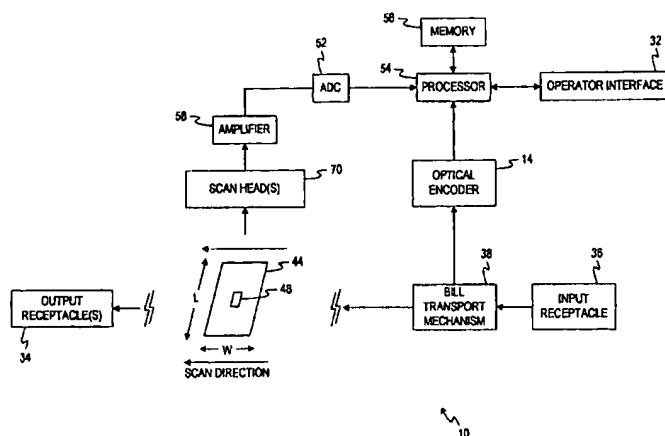 56
MEMORY
52
54
32
ADC
PROCESSOR
OPERATOR INTERFACE
58
AMPLIFIER
70
14
SCAN HEAD(S)
OPTICAL
ENCODER
44
38
36
L
48
OUTPUT
RECEPTACLE(S)
BILL
TRANSPORT
MECHANISM
INPUT
RECEPTACLE
34
W
SCAN DIRECTION
10